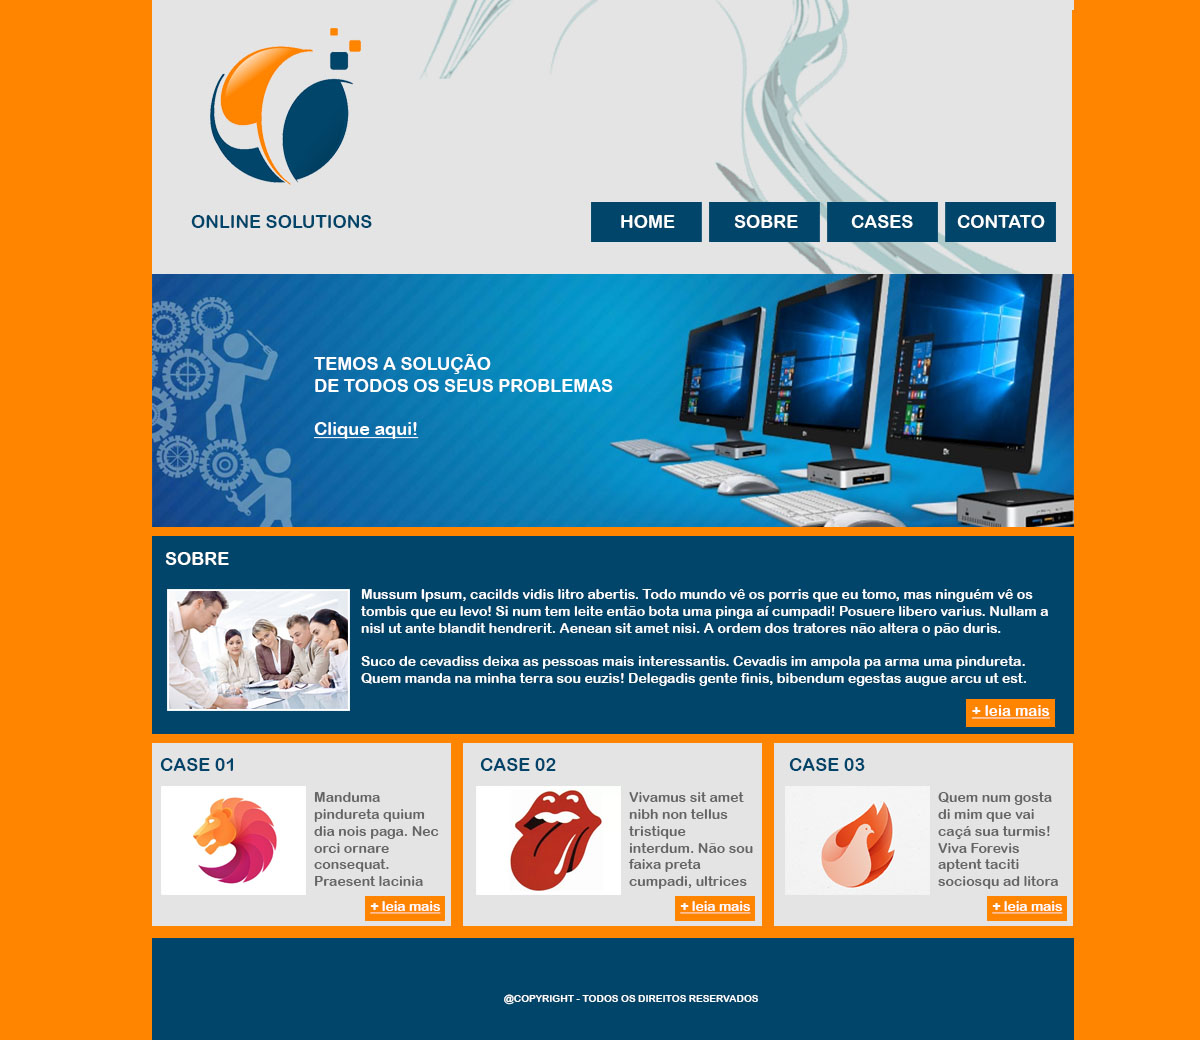 ONLINE SOLUTIONS
HOME SOBRE CASES CONTATO
TEMOS A SOLUÇÃO
DE TODOS OS SEUS PROBLEMAS
Clique aqui!
SOBRE
Mussum Ipsum, cacilds vidis litro abertis. Todo mundo vê os porris que eu tomo, mas ninguém vê os
tombis que eu levo! Si num tem leite então bota uma pinga aí cumpadi! Posuere libero varius. Nullam a
nisl ut ante blandit hendrerit. Aenean sit amet nisi. A ordem dos tratores não altera o pão duris.
Suco de cevadiss deixa as pessoas mais interessantis. Cevadis im ampola pa arma uma pindureta.
Quem manda na minha terra sou euzis! Delegadis gente finis, bibendum egestas augue arcu ut est.
+ leia mais
CASE 01
Manduma
pindureta quium
dia nois paga. Nec
orci ornare
consequat.
Praesent lacinia
+ leia mais
CASE 02
Vivamus sit amet
nibh non tellus
tristique
interdum. Não sou
faixa preta
cumpadi, ultrices
+ leia mais
CASE 03
Quem num gosta
di mim que vai
caçá sua turmis!
Viva Forevis
aptent taciti
sociosqu ad litora
+ leia mais
@COPYRIGHT - TODOS OS DIREITOS RESERVADOS